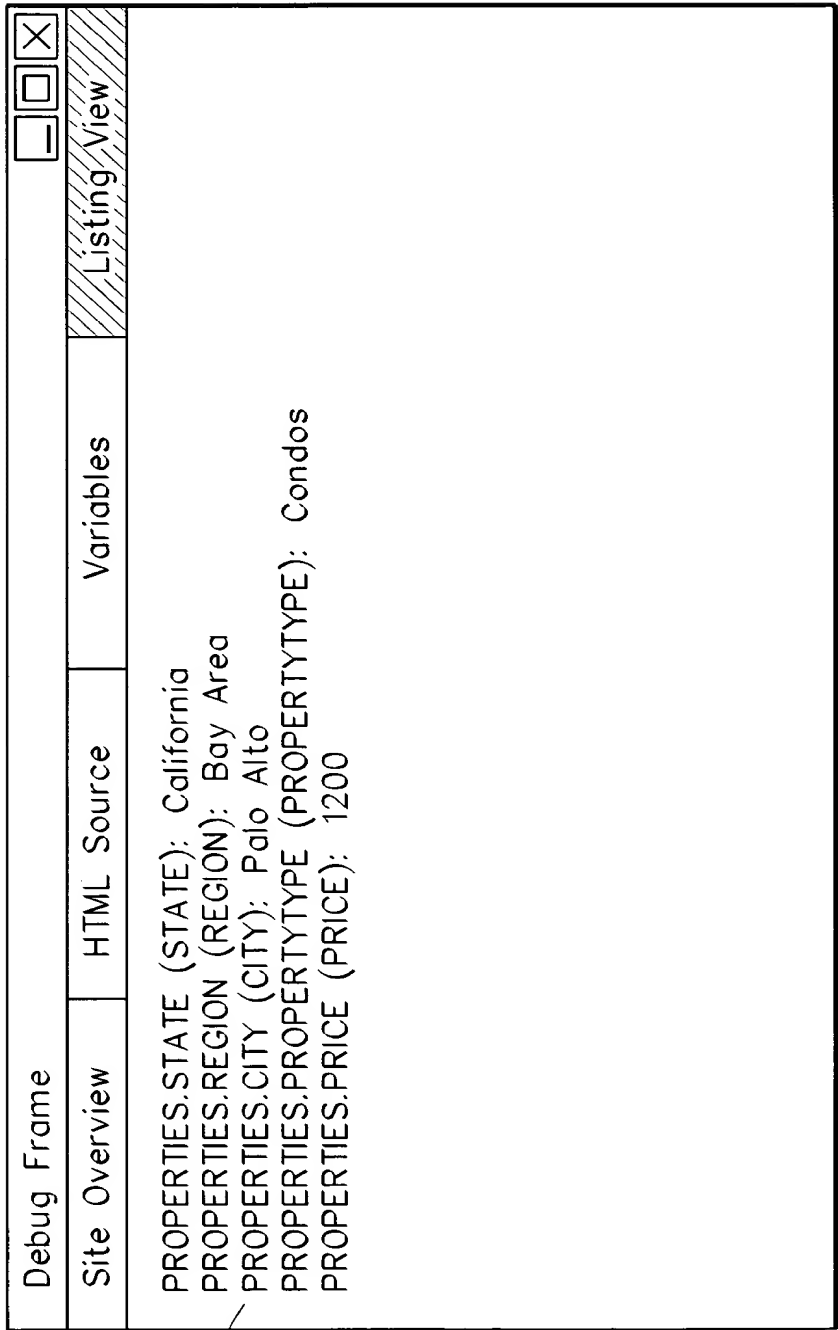 Debug Frame
Site Overview
HTML Source
Variables
Listing View
PROPERTIES.STATE (STATE): California
PROPERTIES.REGION (REGION): Bay Area
PROPERTIES.CITY (CITY): Palo Alto
PROPERTIES.PROPERTYTYPE (PROPERTYTYPE): Condos
PROPERTIES.PRICE (PRICE): 1200